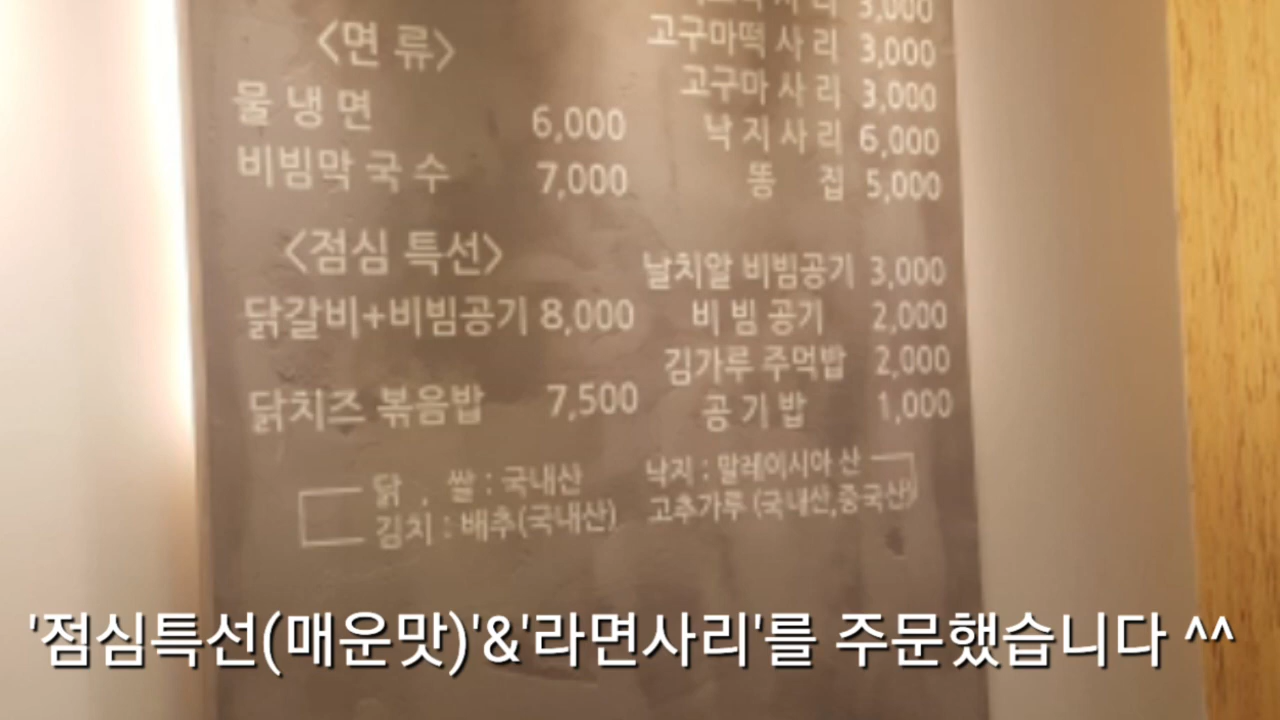 <면 류>
물 냉 면 6,000
비빔막 국 수 7,000
<점심 특선>
닭갈비+비빔공기 8,000
닭치즈 볶음밥 7,500
사 리 3,000
고구마떡 사 리 3,000
고구마 사 리 3,000
낙 지 사 리 6,000
똥 집 5,000
날치알 비빔공기 3,000
비 빔 공기 2,000
김가루 주먹밥 2,000
공 기 밥 1,000
닭 , 쌀 : 국내산
김치 : 배추(국내산)
낙지 : 말레이시아 산
고추가루 (국내산,중국산)
'점심특선(매운맛)'&'라면사리'를 주문했습니다 ^^